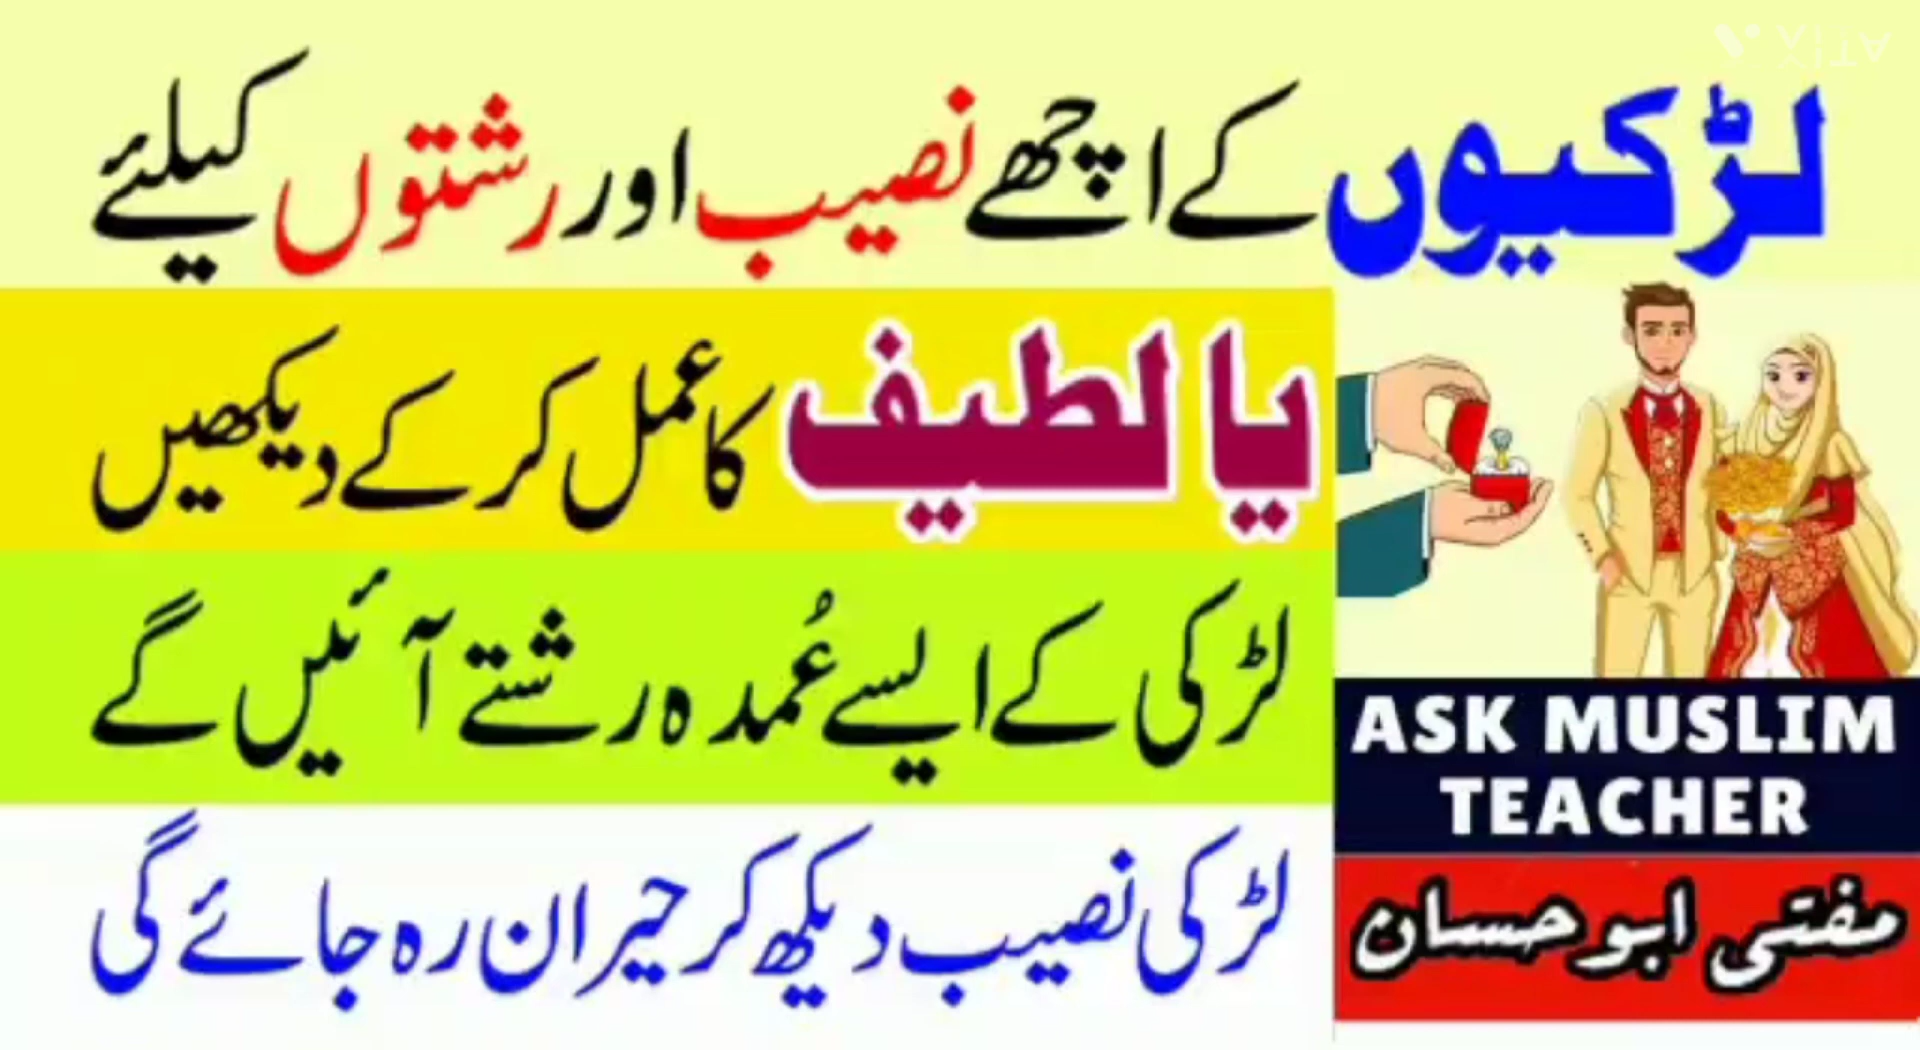 لڑکیوں کے اچھے نصیب اور رشتوں کیلئے
یا لطیف کا عمل کر کے دیکھیں
لڑکی کے ایسے عُمدہ رشتے آئیں گے
لڑکی نصیب دیکھ کر حیران رہ جائے گی
VITA
ASK MUSLIM
TEACHER
مفتی ابو حسان